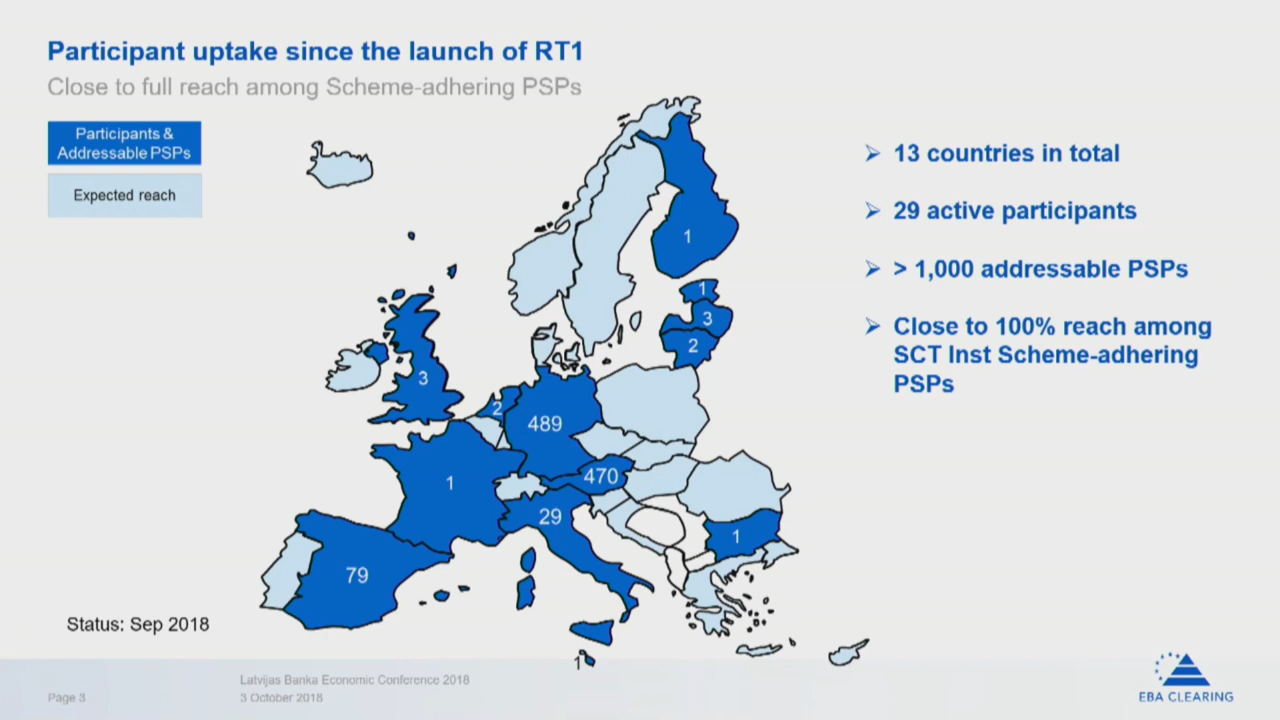 Participant uptake since the launch of RT1
Close to full reach among Scheme-adhering PSPs
Participants &
Addressable PSPs
Expected reach
13 countries in total
29 active participants
> 1,000 addressable PSPs
Close to 100% reach among
SCT Inst Scheme-adhering
PSPs
1
1
3
2
3
2
489
470
1
29
1
79
1
Status: Sep 2018
Page 3
Latvijas Banka Economic Conference 2018
3 October 2018
EBA CLEARING